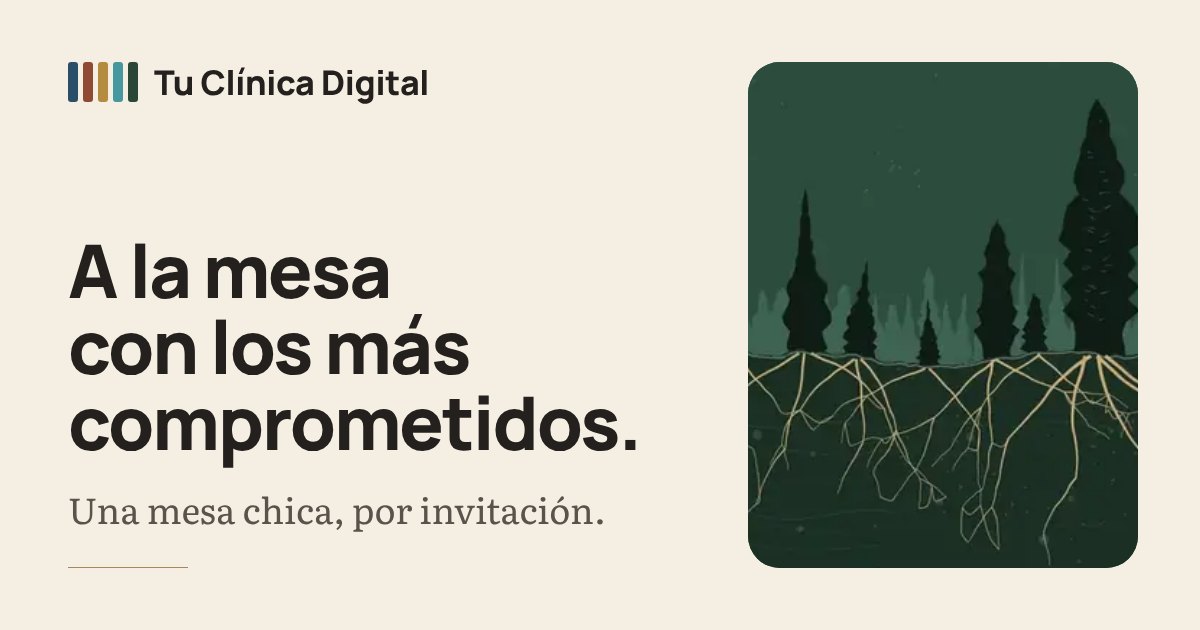 Tu Clínica Digital
A la mesa
con los más
comprometidos.
Una mesa chica, por invitación.